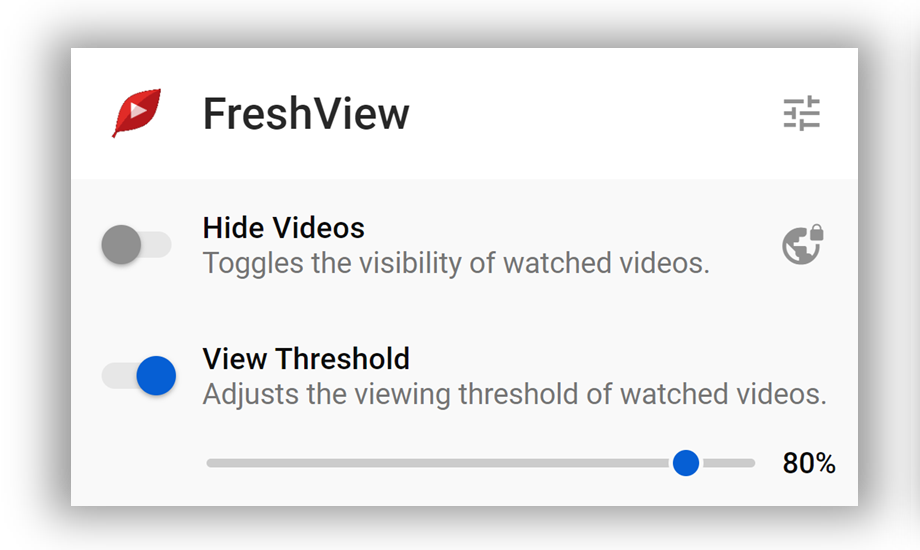 FreshView
Hide Videos
Toggles the visibility of watched videos.
View Threshold
Adjusts the viewing threshold of watched videos.
80%